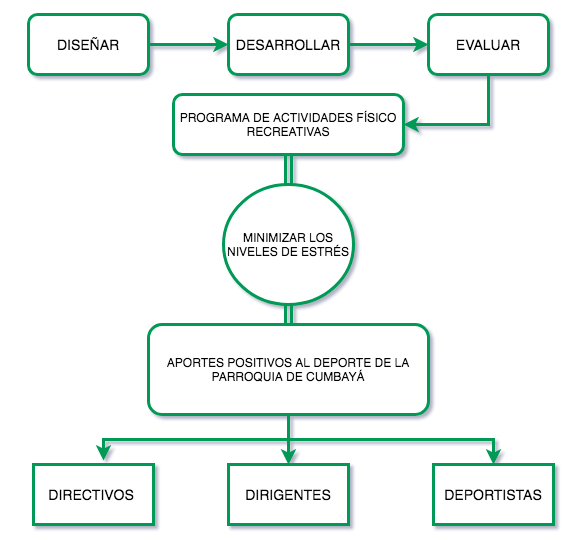 DISEÑAR
DESARROLLAR
EVALUAR
PROGRAMA DE ACTIVIDADES FÍSICO
RECREATIVAS
MINIMIZAR LOS
NIVELES DE ESTRÉS
APORTES POSITIVOS AL DEPORTE DE LA
PARROQUIA DE CUMBAYÁ
DIRECTIVOS
DIRIGENTES
DEPORTISTAS